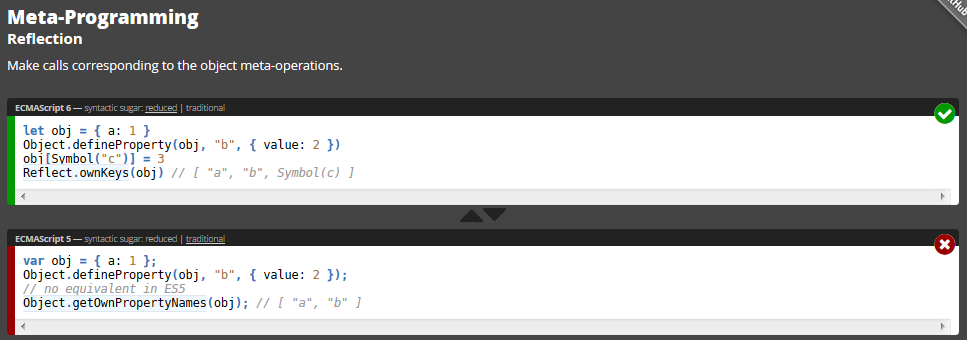 Meta-Programming
Reflection
Make calls corresponding to the object meta-operations.
ECMAScript 6 — syntactic sugar: reduced | traditional
let obj = { a: 1 }
Object.defineProperty(obj, "b", { value: 2 })
obj[Symbol("c")] = 3
Reflect.ownKeys(obj) // [ "a", "b", Symbol(c) ]
ECMAScript 5 — syntactic sugar: reduced | traditional
var obj = { a: 1 };
Object.defineProperty(obj, "b", { value: 2 });
// no equivalent in ES5
Object.getOwnPropertyNames(obj); // [ "a", "b" ]